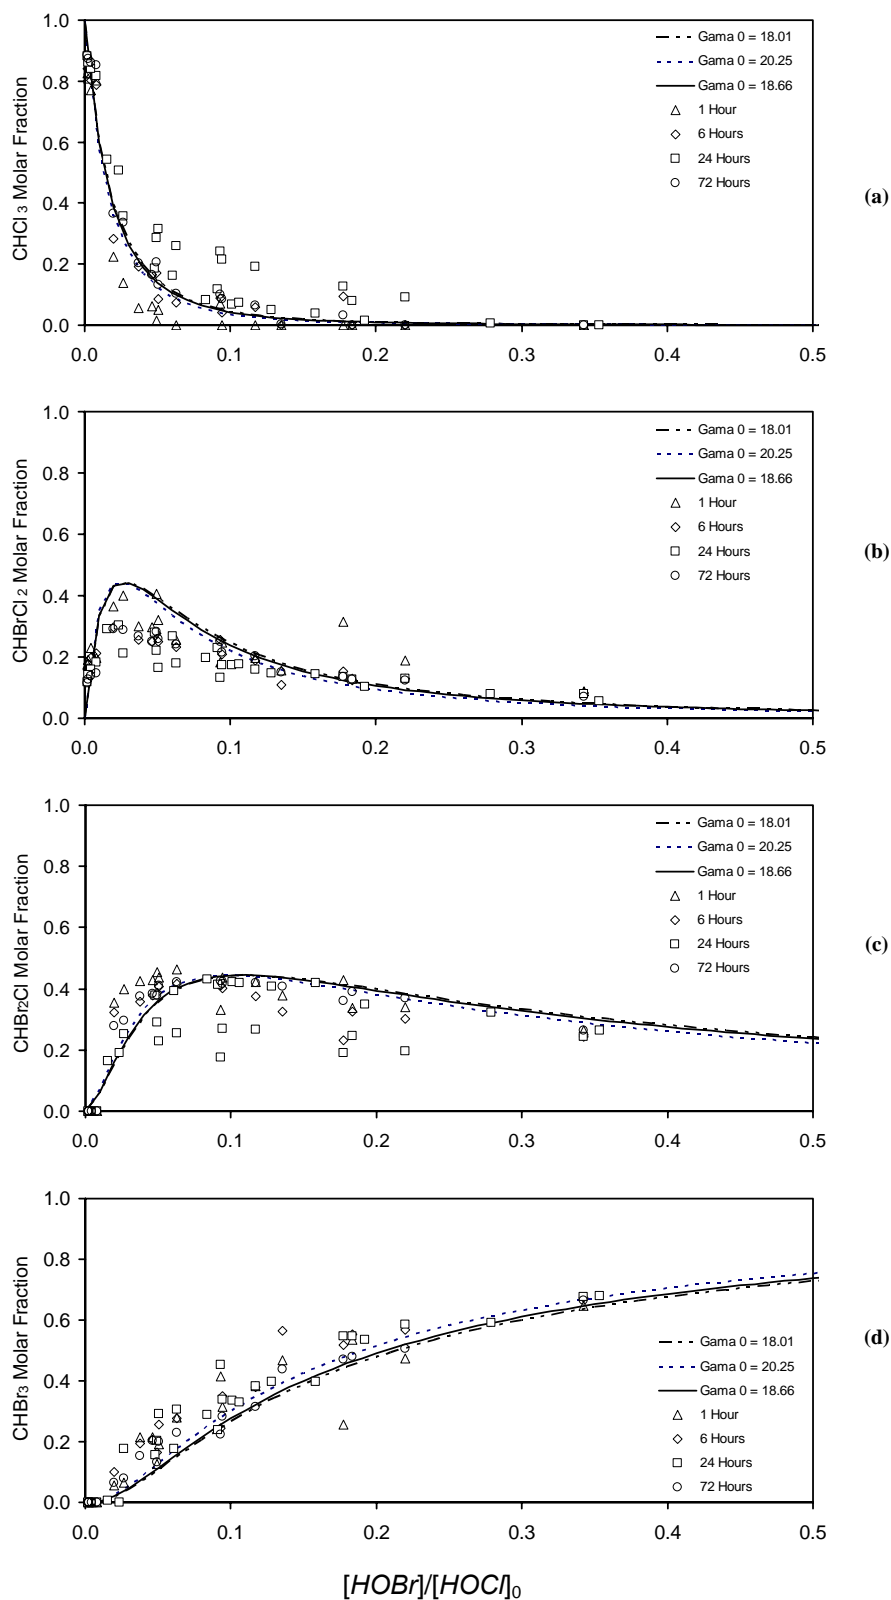 CHCl3 Molar Fraction
1.0
0.8
0.6
0.4
0.2
0.0
0.0 0.1 0.2 0.3 0.4 0.5
Gama 0 = 18.01
Gama 0 = 20.25
Gama 0 = 18.66
1 Hour
6 Hours
24 Hours
72 Hours
(a)
CHBrCl2 Molar Fraction
1.0
0.8
0.6
0.4
0.2
0.0
0.0 0.1 0.2 0.3 0.4 0.5
Gama 0 = 18.01
Gama 0 = 20.25
Gama 0 = 18.66
1 Hour
6 Hours
24 Hours
72 Hours
(b)
CHBr2Cl Molar Fraction
1.0
0.8
0.6
0.4
0.2
0.0
0.0 0.1 0.2 0.3 0.4 0.5
Gama 0 = 18.01
Gama 0 = 20.25
Gama 0 = 18.66
1 Hour
6 Hours
24 Hours
72 Hours
(c)
CHBr3 Molar Fraction
1.0
0.8
0.6
0.4
0.2
0.0
0.0 0.1 0.2 0.3 0.4 0.5
Gama 0 = 18.01
Gama 0 = 20.25
Gama 0 = 18.66
1 Hour
6 Hours
24 Hours
72 Hours
(d)
[HOBr]/[HOCl]0